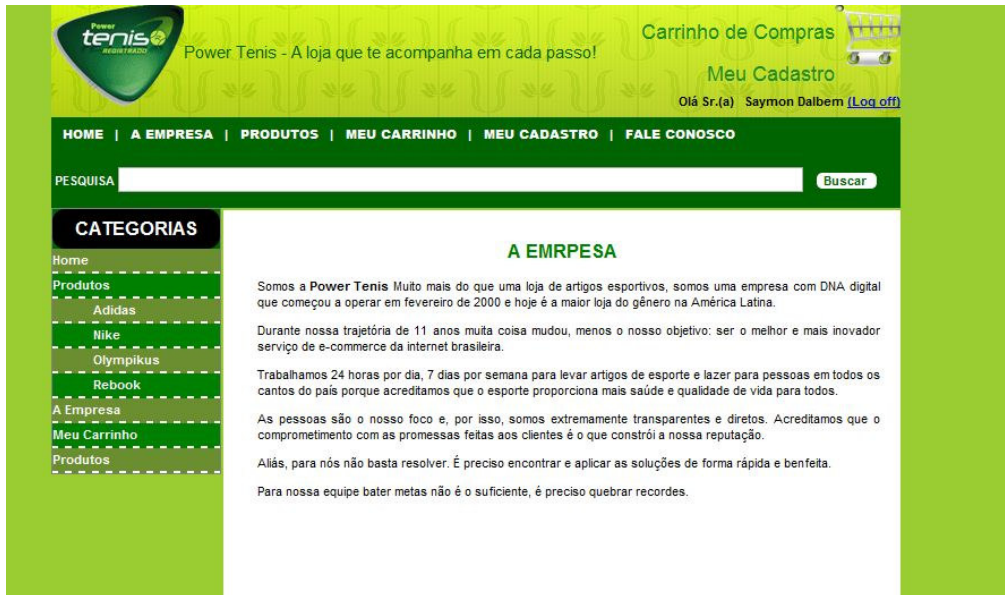 Power
tenis
REGISTRADO
Power Tenis - A loja que te acompanha em cada passo!
Carrinho de Compras
Meu Cadastro
Olá Sr.(a) Saymon Dalbem (Log off)
HOME | A EMPRESA | PRODUTOS | MEU CARRINHO | MEU CADASTRO | FALE CONOSCO
PESQUISA
Buscar
CATEGORIAS
Home
Produtos
Adidas
Nike
Olympikus
Rebook
A Empresa
Meu Carrinho
Produtos
A EMRPESA
Somos a Power Tenis Muito mais do que uma loja de artigos esportivos, somos uma empresa com DNA digital
que começou a operar em fevereiro de 2000 e hoje é a maior loja do gênero na América Latina.
Durante nossa trajetória de 11 anos muita coisa mudou, menos o nosso objetivo: ser o melhor e mais inovador
serviço de e-commerce da internet brasileira.
Trabalhamos 24 horas por dia, 7 dias por semana para levar artigos de esporte e lazer para pessoas em todos os
cantos do país porque acreditamos que o esporte proporciona mais saúde e qualidade de vida para todos.
As pessoas são o nosso foco e, por isso, somos extremamente transparentes e diretos. Acreditamos que o
comprometimento com as promessas feitas aos clientes é o que constrói a nossa reputação.
Aliás, para nós não basta resolver. É preciso encontrar e aplicar as soluções de forma rápida e benfeita.
Para nossa equipe bater metas não é o suficiente, é preciso quebrar recordes.